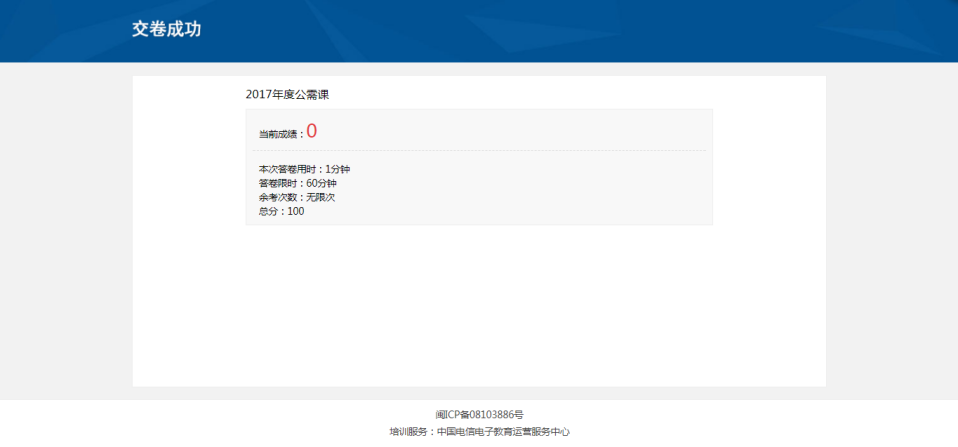 交卷成功
2017年度公需课
当前成绩：0
本次答卷用时：1分钟
答卷限时：60分钟
余考次数：无限次
总分：100
闽ICP备08103886号
培训服务：中国电信电子教育运营服务中心